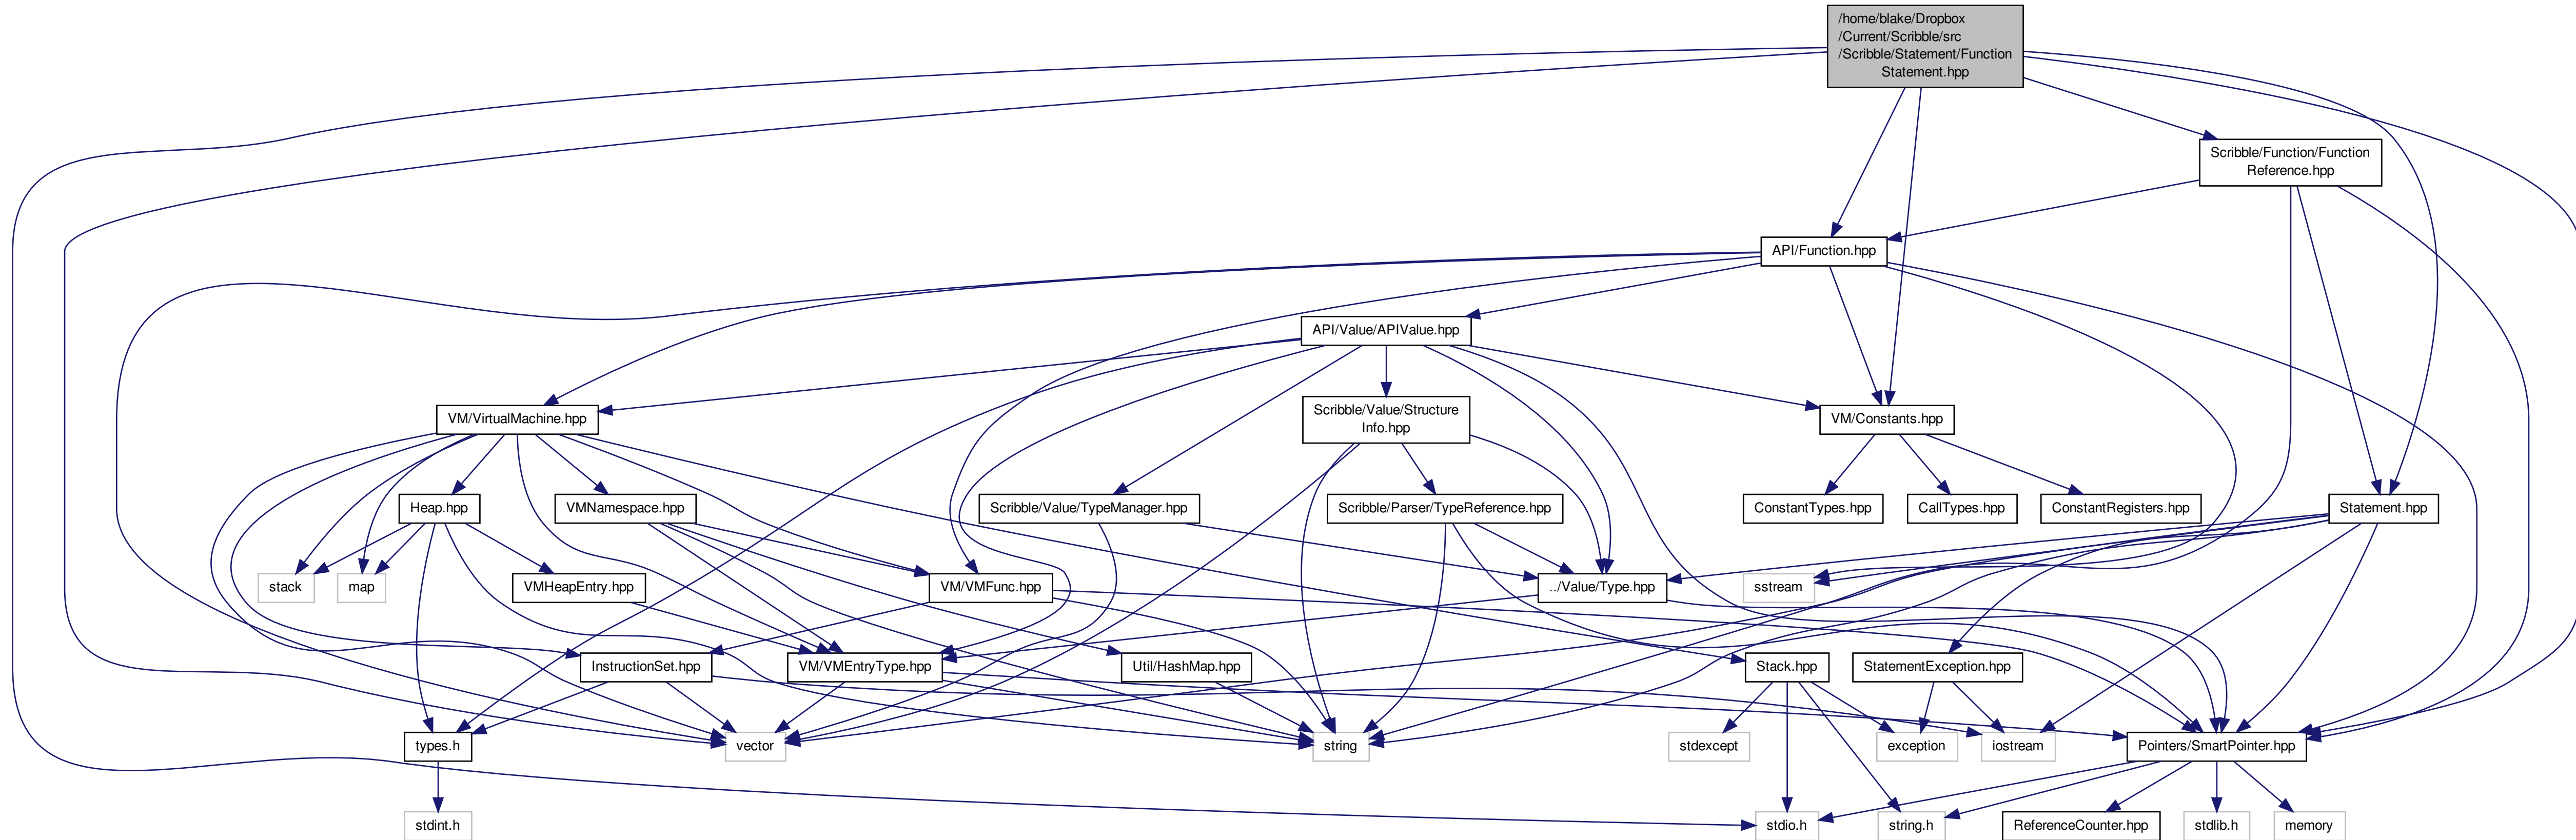 /home/blake/Dropbox
/Current/Scribble/src
/Scribble/Statement/Function
Statement.hpp
Scribble/Function/Function
Reference.hpp
API/Function.hpp
API/Value/APIValue.hpp
VM/VirtualMachine.hpp
Scribble/Value/Structure
Info.hpp
VM/Constants.hpp
Heap.hpp
VMNamespace.hpp
Scribble/Value/TypeManager.hpp
Scribble/Parser/TypeReference.hpp
ConstantTypes.hpp
CallTypes.hpp
ConstantRegisters.hpp
Statement.hpp
stack
map
VMHeapEntry.hpp
VM/VMFunc.hpp
../Value/Type.hpp
sstream
InstructionSet.hpp
VM/VMEntryType.hpp
Util/HashMap.hpp
Stack.hpp
StatementException.hpp
types.h
vector
string
stdexcept
exception
iostream
Pointers/SmartPointer.hpp
stdint.h
stdio.h
string.h
ReferenceCounter.hpp
stdlib.h
memory